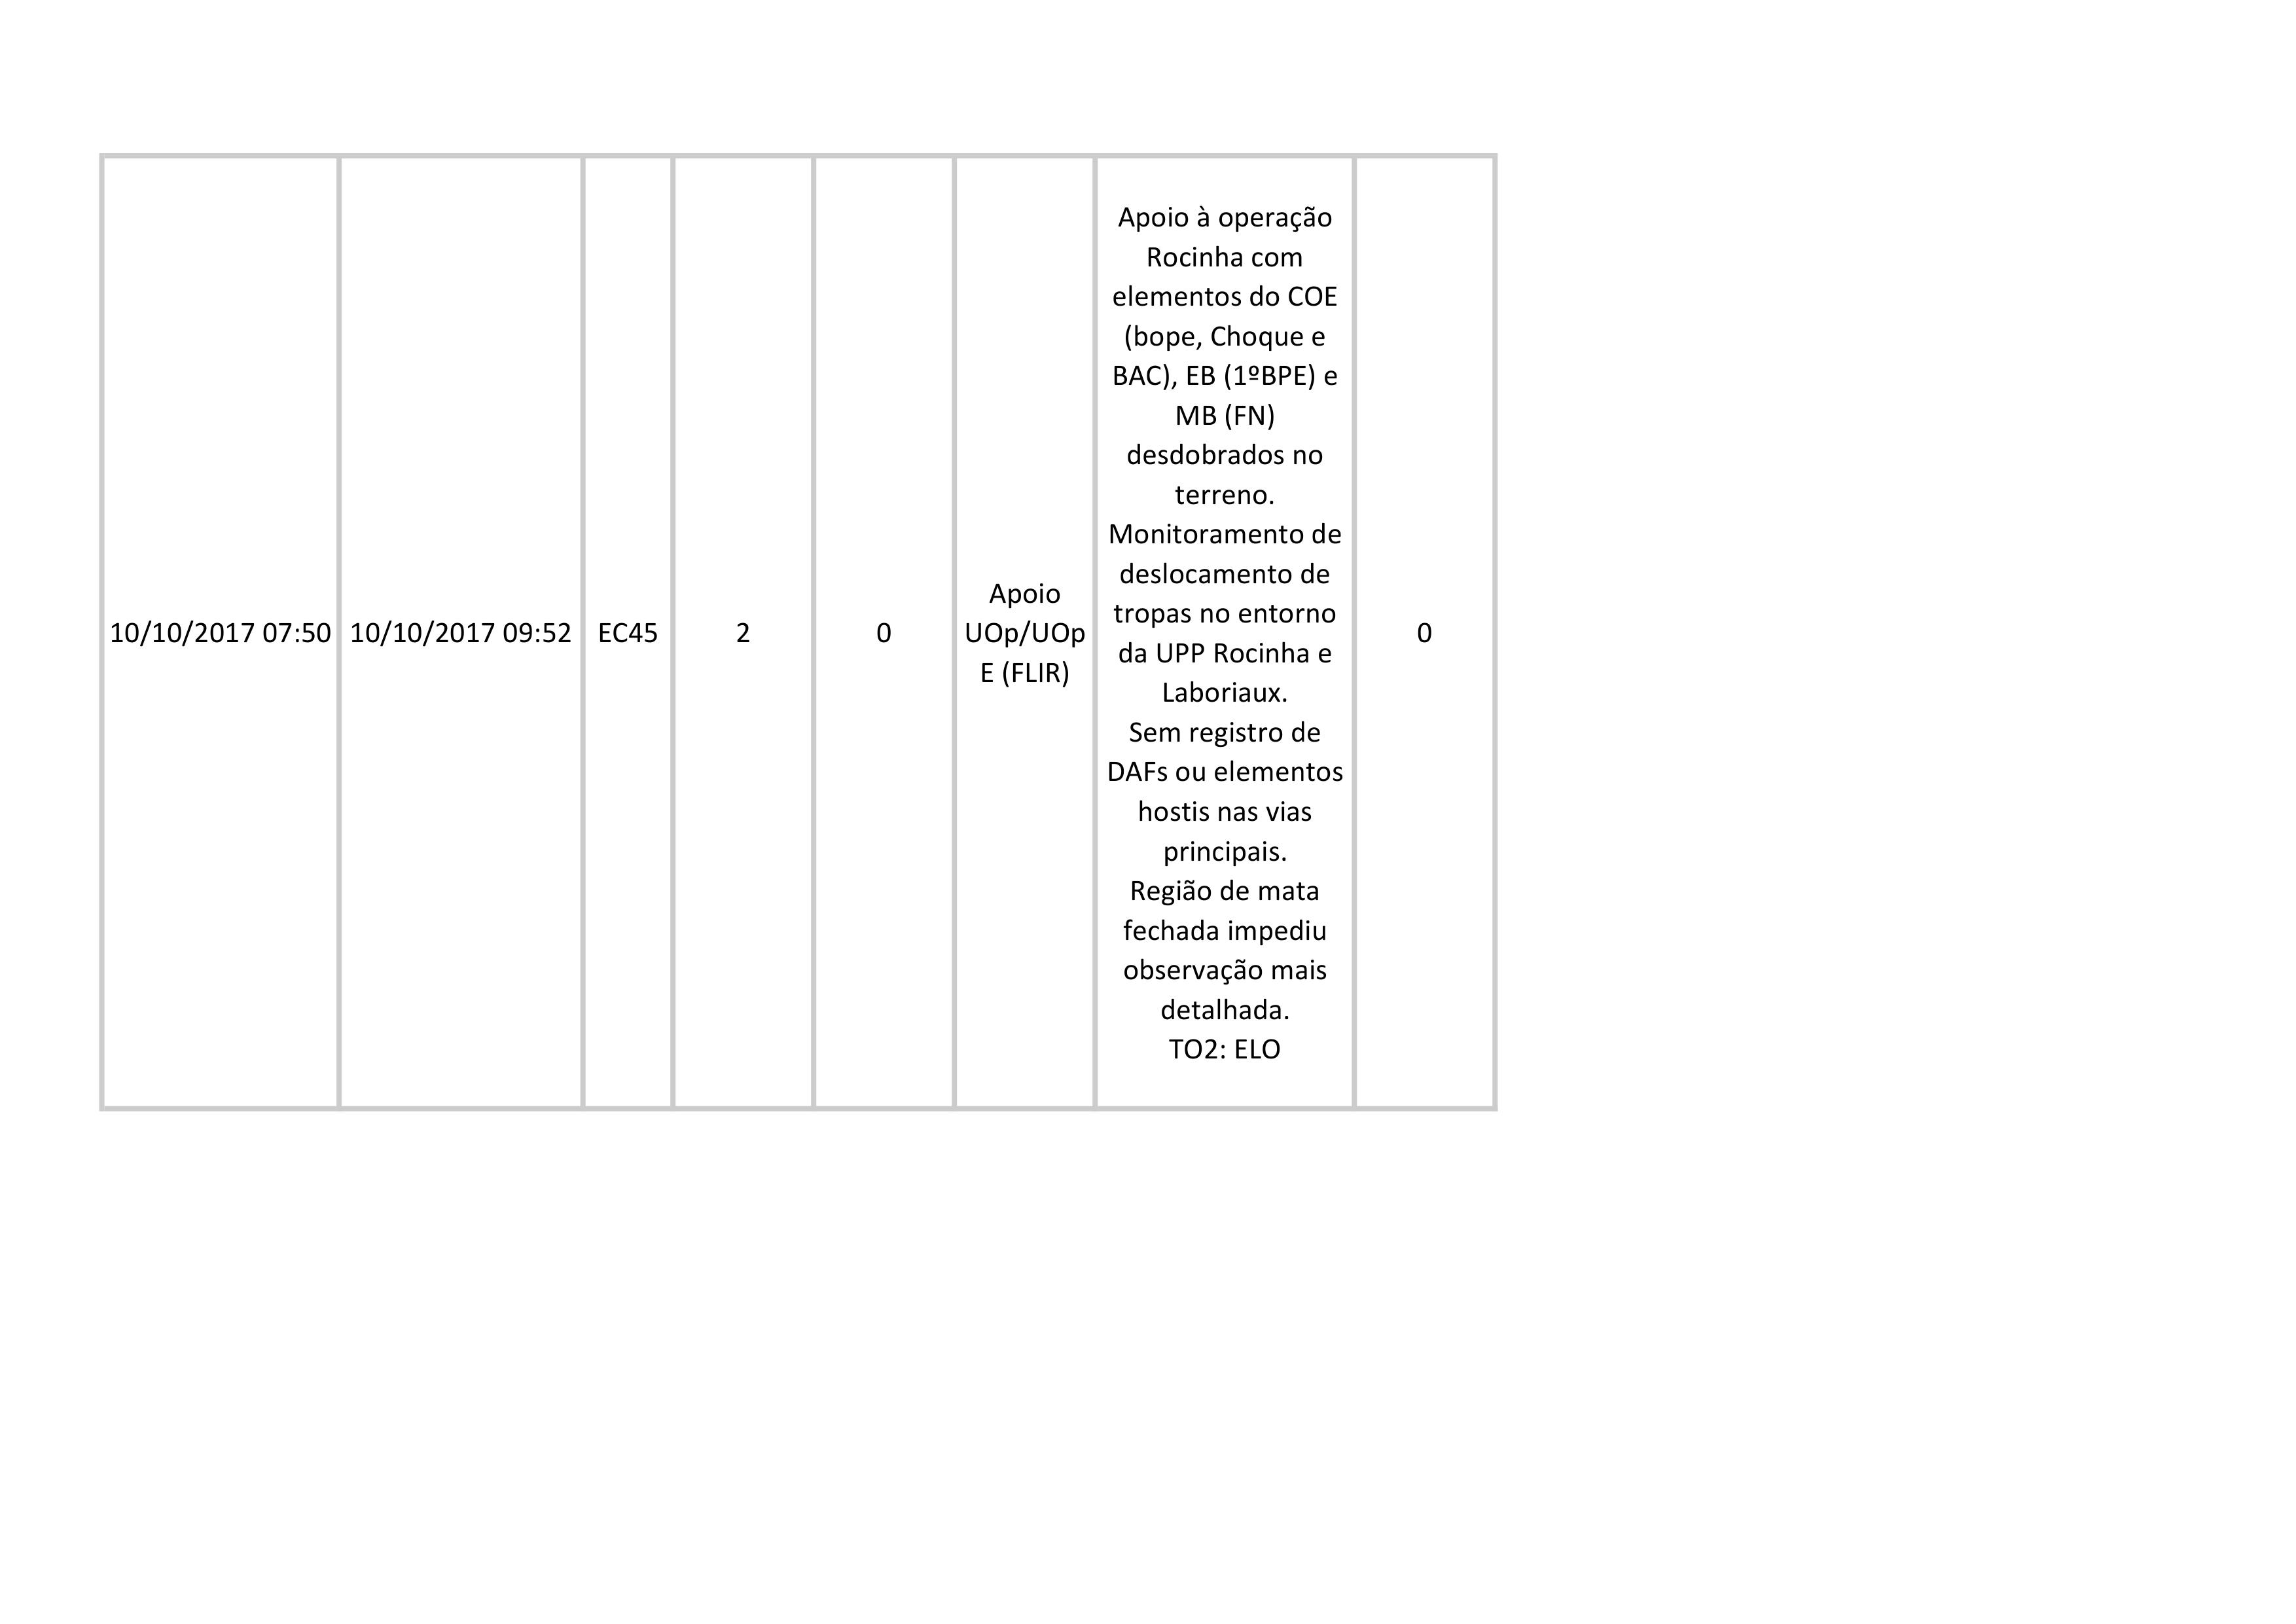 10/10/2017 07:50
10/10/2017 09:52
EC45
2
0
Apoio
UOp/UOp
E (FLIR)
Apoio à operação
Rocinha com
elementos do COE
(bope, Choque e
BAC), EB (1ºBPE) e
MB (FN)
desdobrados no
terreno.
Monitoramento de
deslocamento de
tropas no entorno
da UPP Rocinha e
Laboriaux.
Sem registro de
DAFs ou elementos
hostis nas vias
principais.
Região de mata
fechada impediu
observação mais
detalhada.
TO2: ELO
0